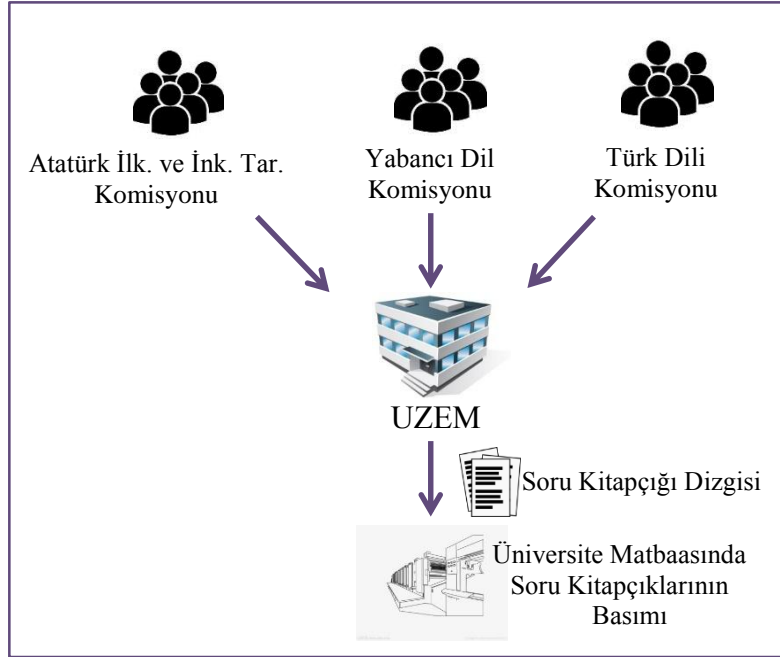 Atatürk İlk. ve İnk. Tar.
Komisyonu
Yabancı Dil
Komisyonu
Türk Dili
Komisyonu
UZEM
Soru Kitapçığı Dizgisi
Üniversite Matbaasında
Soru Kitapçıklarının
Basımı